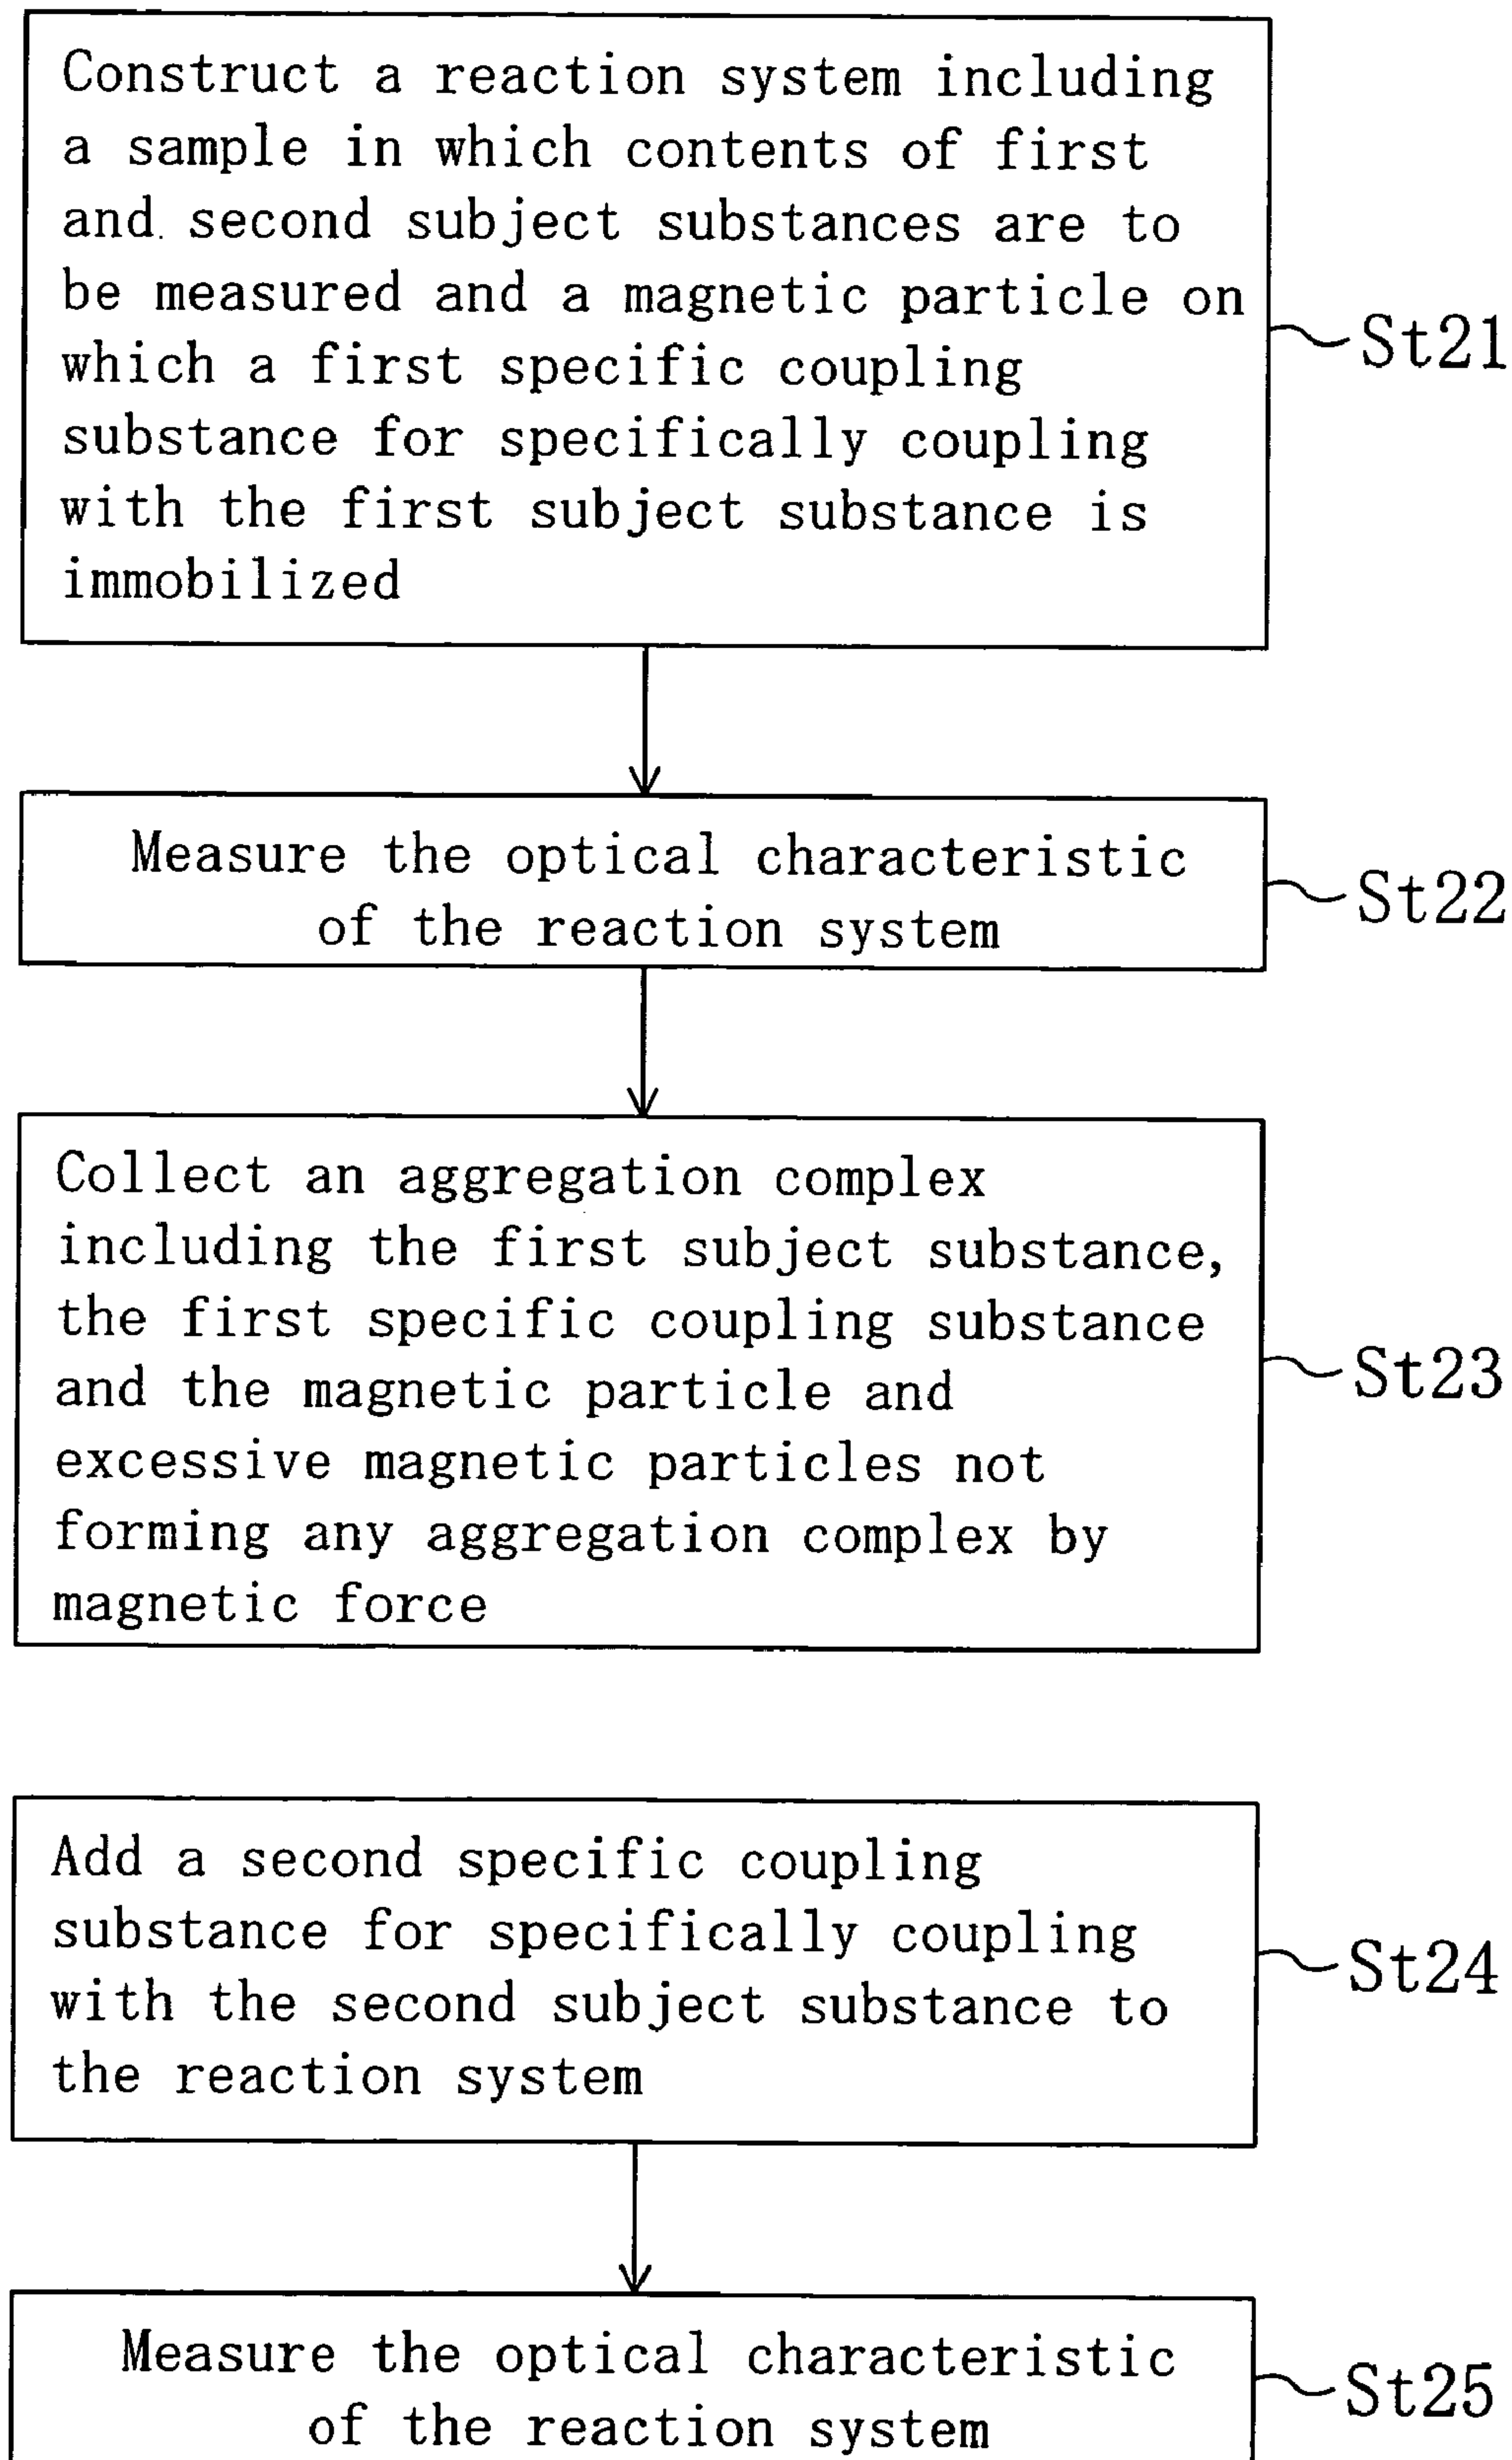 Construct a reaction system including
a sample in which contents of first
and second subject substances are to
be measured and a magnetic particle on
which a first specific coupling
substance for specifically coupling
with the first subject substance is
immobilized
St21
Measure the optical characteristic
of the reaction system
St22
Collect an aggregation complex
including the first subject substance,
the first specific coupling substance
and the magnetic particle and
excessive magnetic particles not
forming any aggregation complex by
magnetic force
St23
Add a second specific coupling
substance for specifically coupling
with the second subject substance to
the reaction system
St24
Measure the optical characteristic
of the reaction system
St25